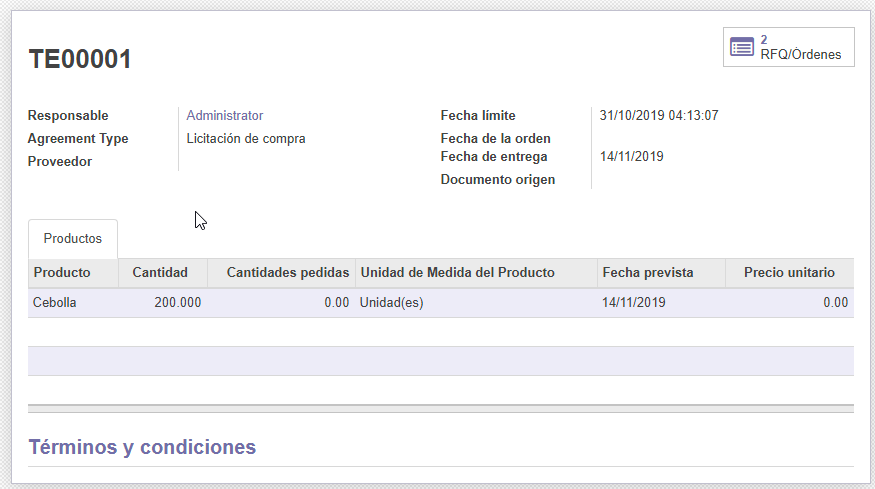 TE00001
2
RFQ/Órdenes
Responsable Administrator
Agreement Type Licitación de compra
Proveedor
Fecha límite 31/10/2019 04:13:07
Fecha de la orden
Fecha de entrega 14/11/2019
Documento origen
Productos
Producto Cantidad Cantidades pedidas Unidad de Medida del Producto Fecha prevista Precio unitario
Cebolla 200.000 0.00 Unidad(es) 14/11/2019 0.00
Términos y condiciones